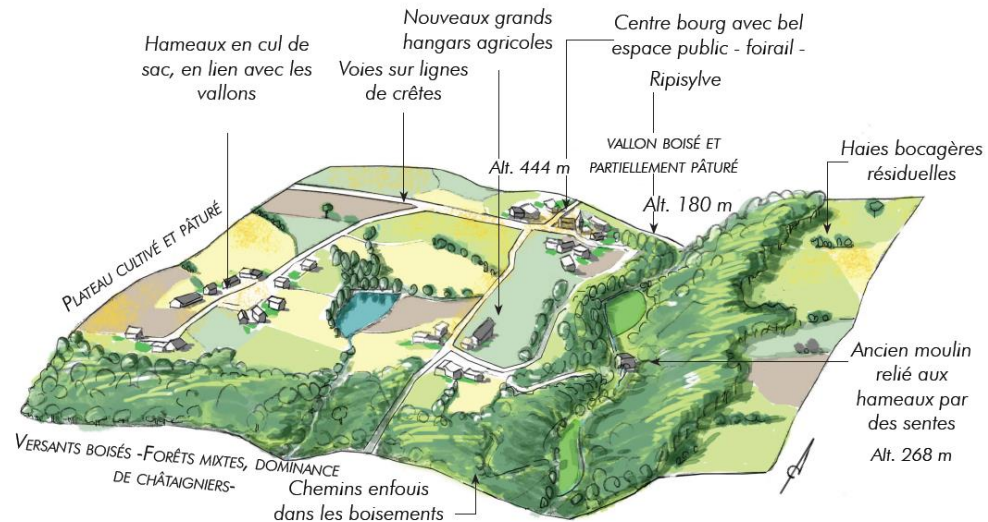 Nouveaux grands
hangars agricoles
Centre bourg avec bel
espace public - foirail -
Hameaux en cul de
sac, en lien avec les
vallons
Voies sur lignes
de crêtes
Ripisylve
VALLON BOISÉ ET
PARTIELLEMENT PÂTURÉ
Alt. 444 m
Alt. 180 m
Haies bocagères
résiduelles
PLATEAU CULTIVÉ ET PÂTURÉ
Ancien moulin
relié aux
hameaux par
des sentes
Alt. 268 m
VERSANTS BOISÉS -FORÊTS MIXTES, DOMINANCE
DE CHÂTAIGNIERS-
Chemins enfouis
dans les boisements